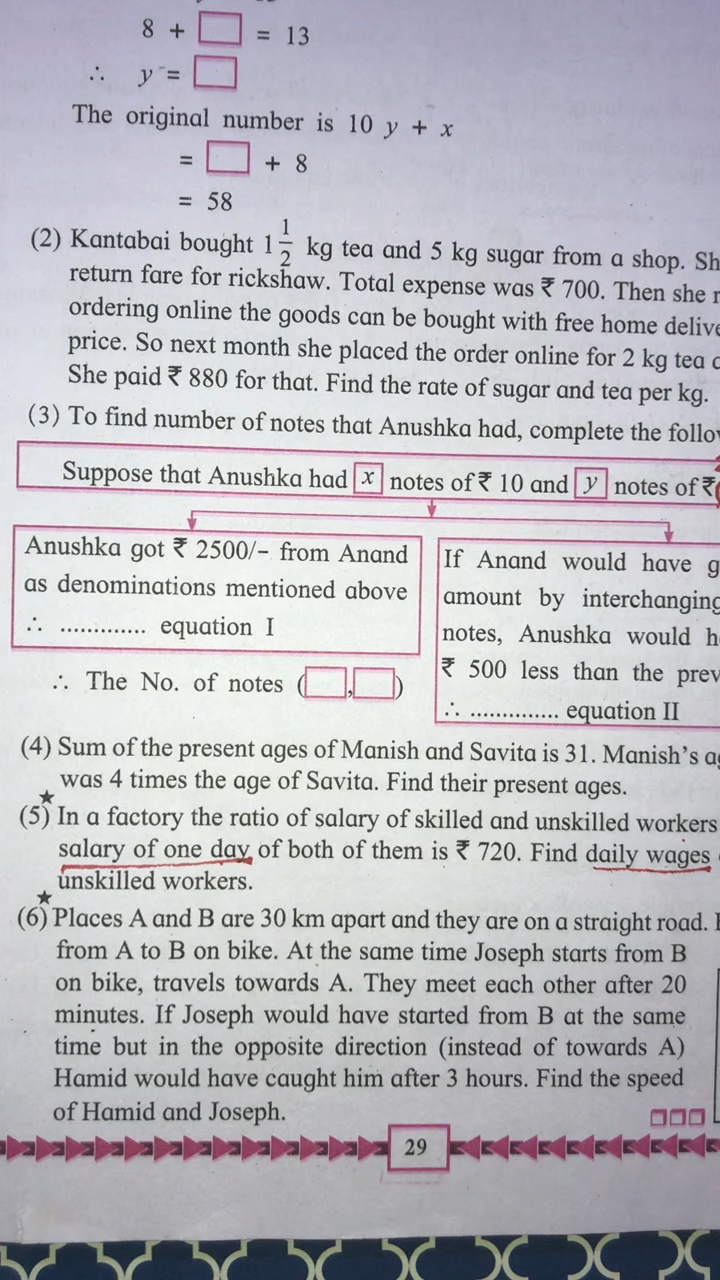 8 + □ = 13
∴ y = □
The original number is 10 y + x
= □ + 8
= 58
(2) Kantabai bought 1 1/2 kg tea and 5 kg sugar from a shop.
return fare for rickshaw. Total expense was ₹ 700. Then she
ordering online the goods can be bought with free home
price. So next month she placed the order online for 2 kg tea
She paid ₹ 880 for that. Find the rate of sugar and tea per kg.
(3) To find number of notes that Anushka had, complete the
Suppose that Anushka had x notes of ₹ 10 and y notes of ₹
Anushka got ₹ 2500/- from Anand
as denominations mentioned above
∴ ............. equation I
∴ The No. of notes (□,□)
If Anand would have
amount by interchanging
notes, Anushka would
₹ 500 less than the
∴ .............. equation II
(4) Sum of the present ages of Manish and Savita is 31. Manish's
was 4 times the age of Savita. Find their present ages.
★
(5) In a factory the ratio of salary of skilled and unskilled workers
salary of one day of both of them is ₹ 720. Find daily wages
unskilled workers.
★
(6) Places A and B are 30 km apart and they are on a straight road.
from A to B on bike. At the same time Joseph starts from B
on bike, travels towards A. They meet each other after 20
minutes. If Joseph would have started from B at the same
time but in the opposite direction (instead of towards A)
Hamid would have caught him after 3 hours. Find the speed
of Hamid and Joseph.
29